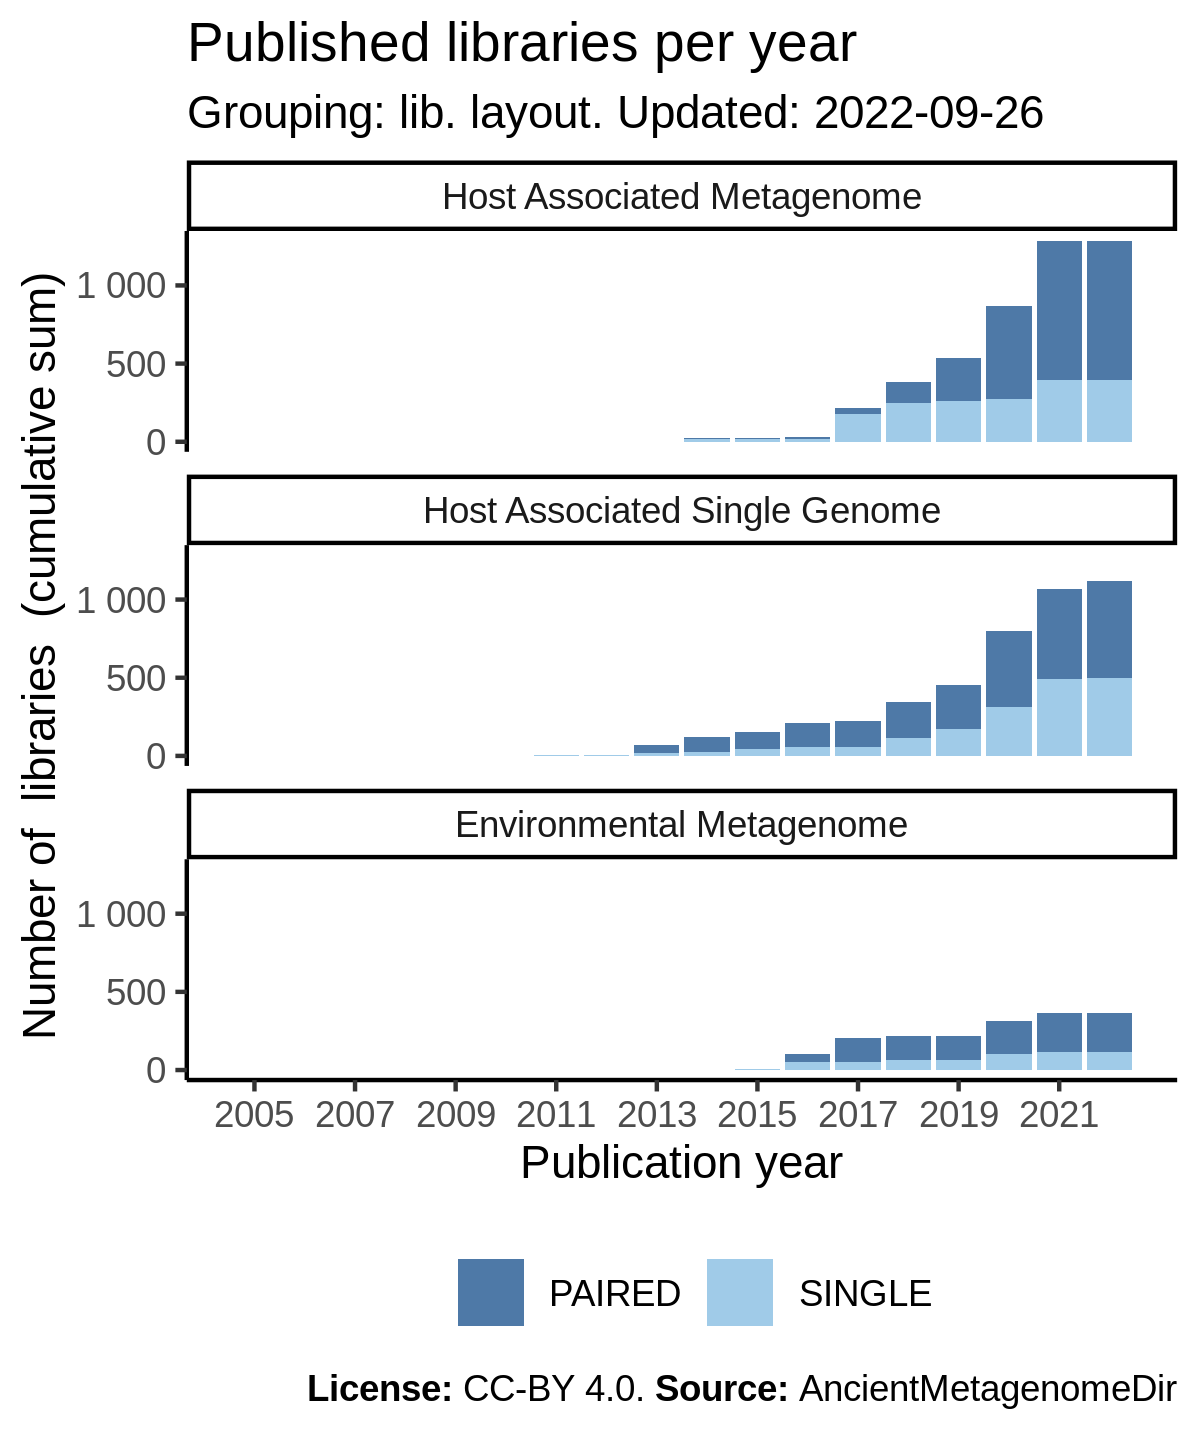 Published libraries per year
Grouping: lib. layout. Updated: 2022-09-26
Number of libraries (cumulative sum)
Host Associated Metagenome
1 000
500
0
Host Associated Single Genome
1 000
500
0
Environmental Metagenome
1 000
500
0
2005 2007 2009 2011 2013 2015 2017 2019 2021
Publication year
PAIRED SINGLE
License: CC-BY 4.0. Source: AncientMetagenomeDir